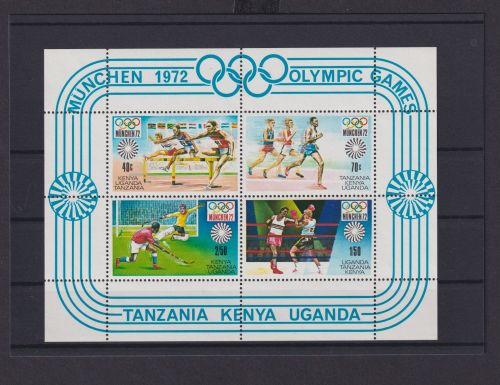 MÜNCHEN 1972
OLYMPIC GAMES
MÜNCHEN 72
40c
KENYA
UGANDA
TANZANIA
MÜNCHEN 72
70c
TANZANIA
KENYA
UGANDA
MÜNCHEN 72
2/50
KENYA
TANZANIA
UGANDA
MÜNCHEN 72
1/50
UGANDA
TANZANIA
KENYA
TANZANIA KENYA UGANDA